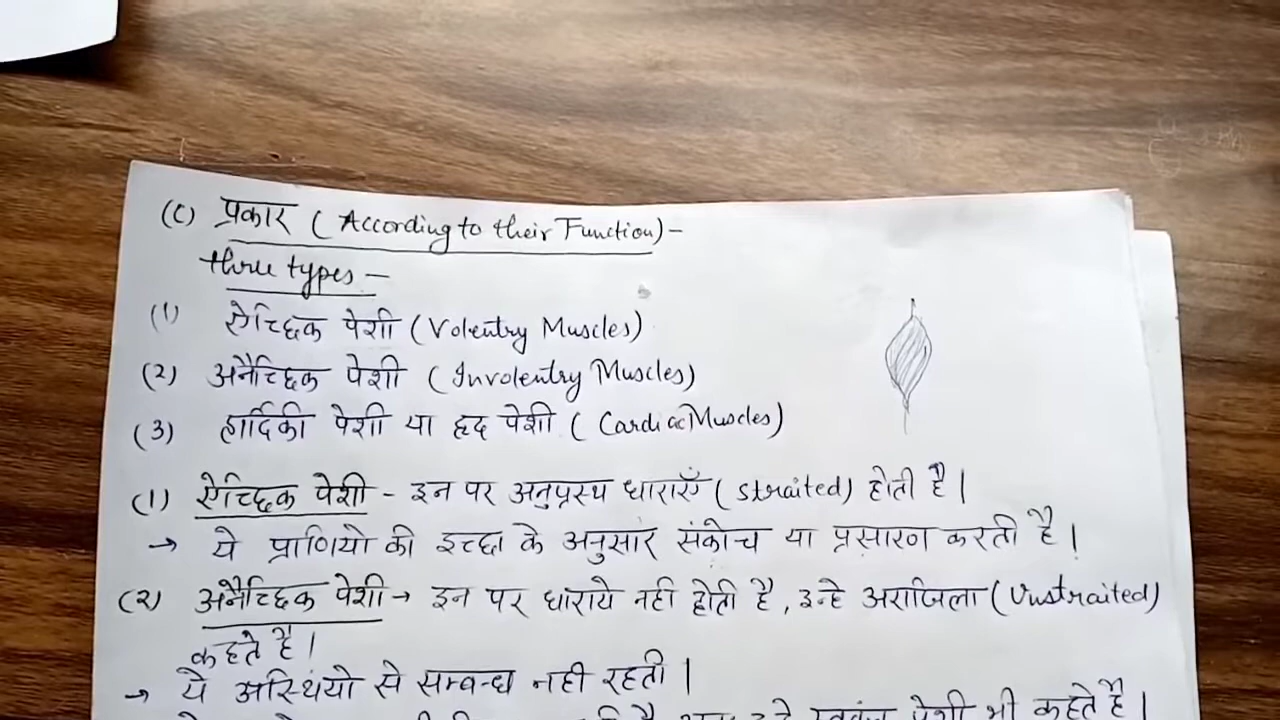 (C) प्रकार (According to their Function)-
three types -
(1) ऐच्छिक पेशी (Volentry Muscles)
(2) अनैच्छिक पेशी (Involentry Muscles)
(3) हार्दिकी पेशी या हृद पेशी (Cardiac Muscles)
(1) ऐच्छिक पेशी - इन पर अनुप्रस्थ धाराएँ (straited) होती है।
→ ये प्राणियो की इच्छा के अनुसार संकोच या प्रसारण करती है।
(2) अनैच्छिक पेशी → इन पर धाराये नही होती है, इन्हे अराजिला (Unstraited)
कहते है।
→ ये अस्थियो से सम्बन्ध नही रहती।
पेशी भी कहते है।